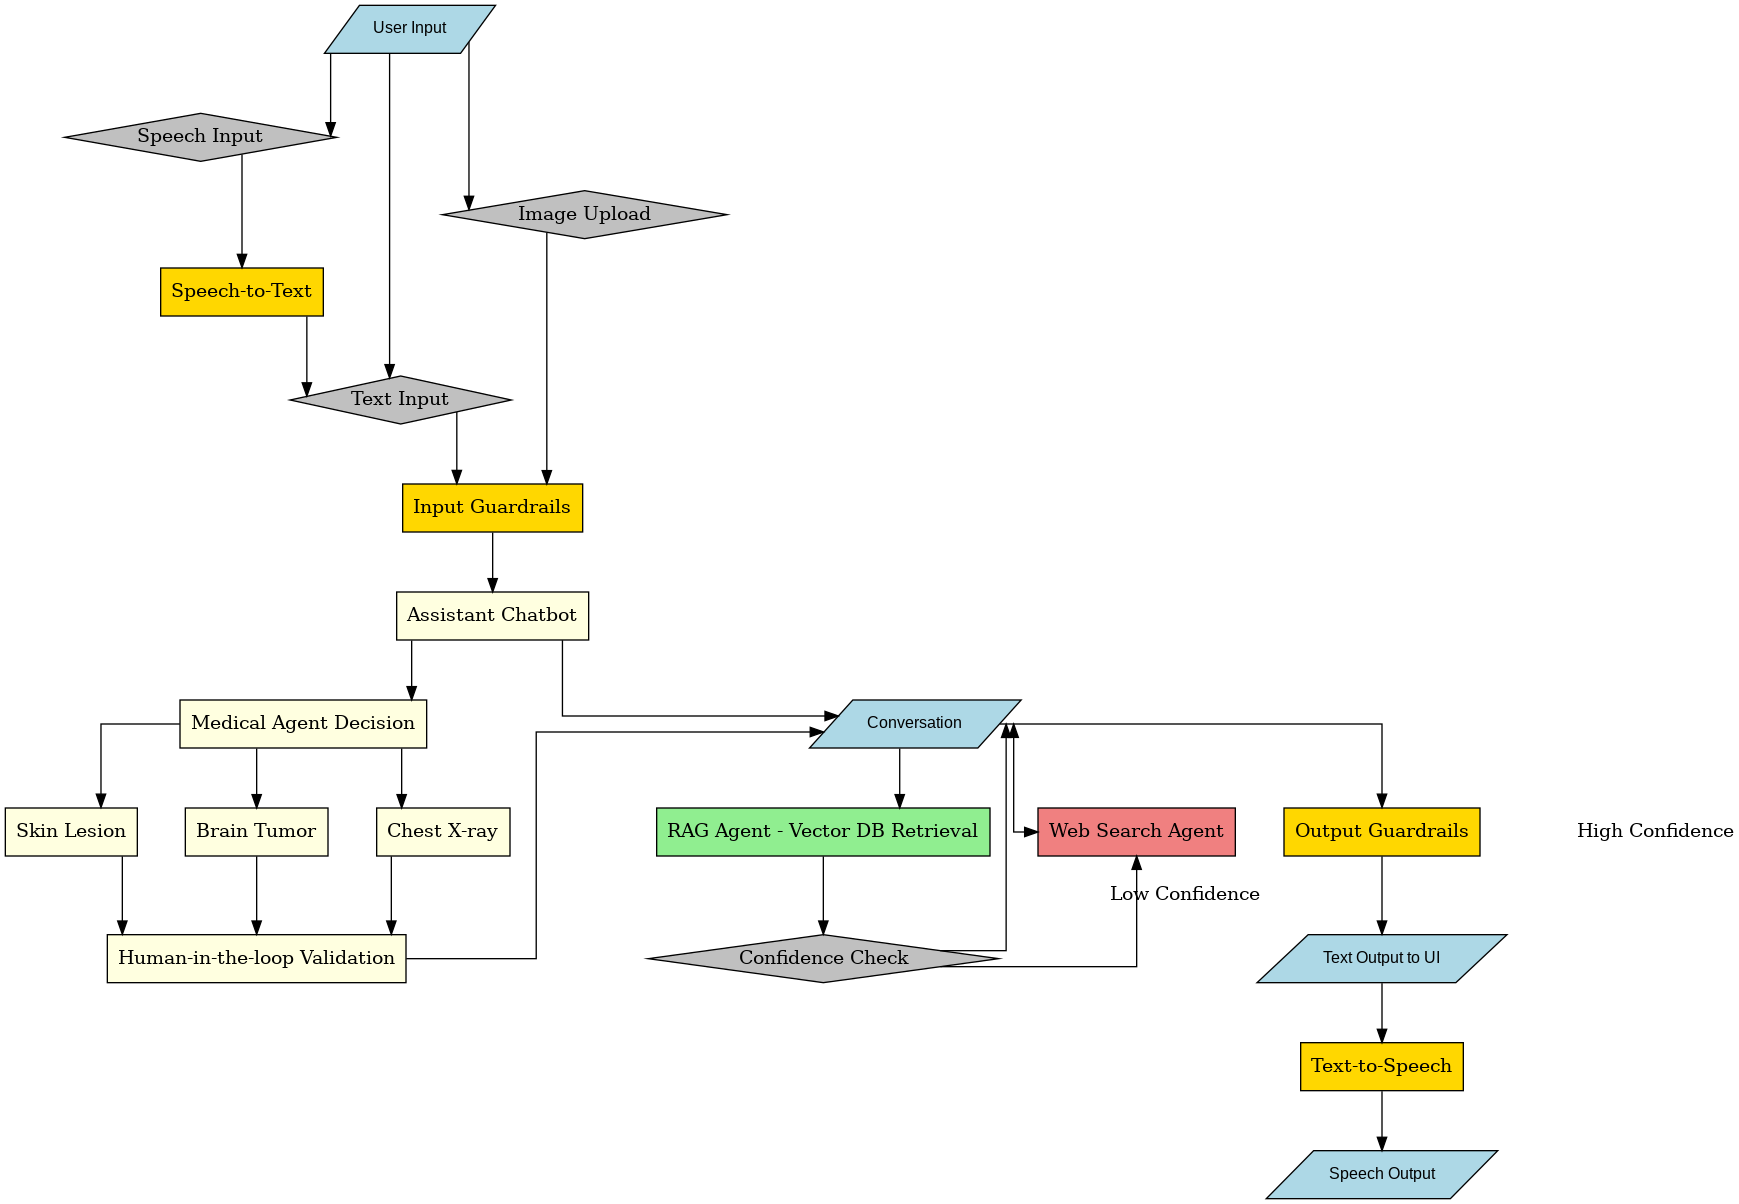 User Input
Speech Input
Image Upload
Speech-to-Text
Text Input
Input Guardrails
Assistant Chatbot
Medical Agent Decision
Conversation
Skin Lesion
Brain Tumor
Chest X-ray
RAG Agent - Vector DB Retrieval
Web Search Agent
Output Guardrails
High Confidence
Low Confidence
Human-in-the-loop Validation
Confidence Check
Text Output to UI
Text-to-Speech
Speech Output